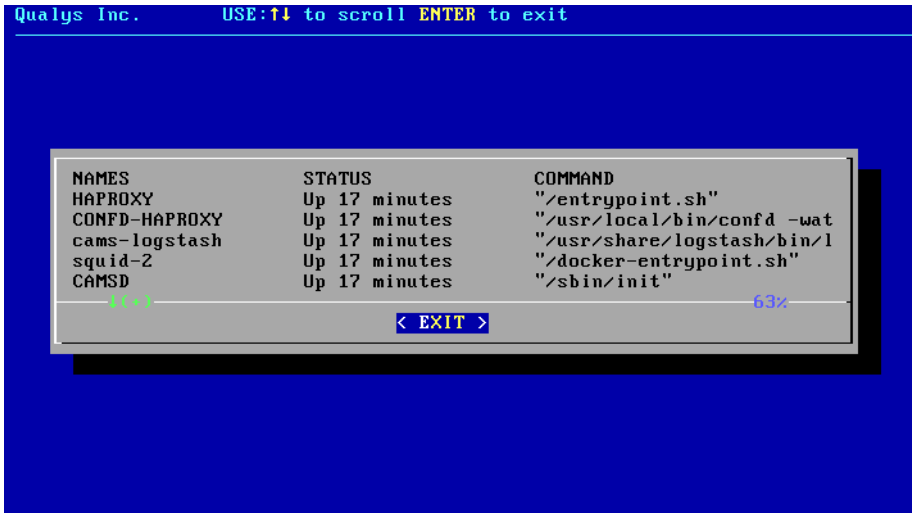 Qualys Inc. USE:↑↓ to scroll ENTER to exit
NAMES STATUS COMMAND
HAPROXY Up 17 minutes "/entrypoint.sh"
CONFD-HAPROXY Up 17 minutes "/usr/local/bin/confd -wat
cams-logstash Up 17 minutes "/usr/share/logstash/bin/l
squid-2 Up 17 minutes "/docker-entrypoint.sh"
CAMSD Up 17 minutes "/sbin/init"
↓(+) 63%
< EXIT >